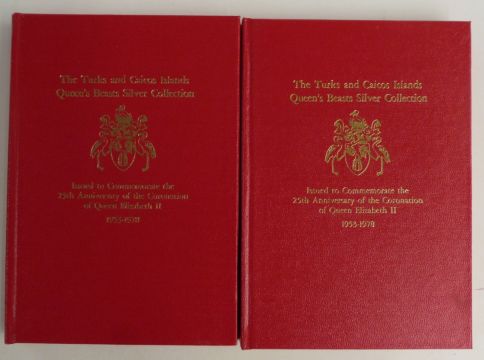 The Turks and Caicos Islands
Queen's Beasts Silver Collection
Issued to Commemorate the
25th Anniversary of the Coronation
of Queen Elizabeth II
1953-1978
The Turks and Caicos Islands
Queen's Beasts Silver Collection
Issued to Commemorate the
25th Anniversary of the Coronation
of Queen Elizabeth II
1953-1978